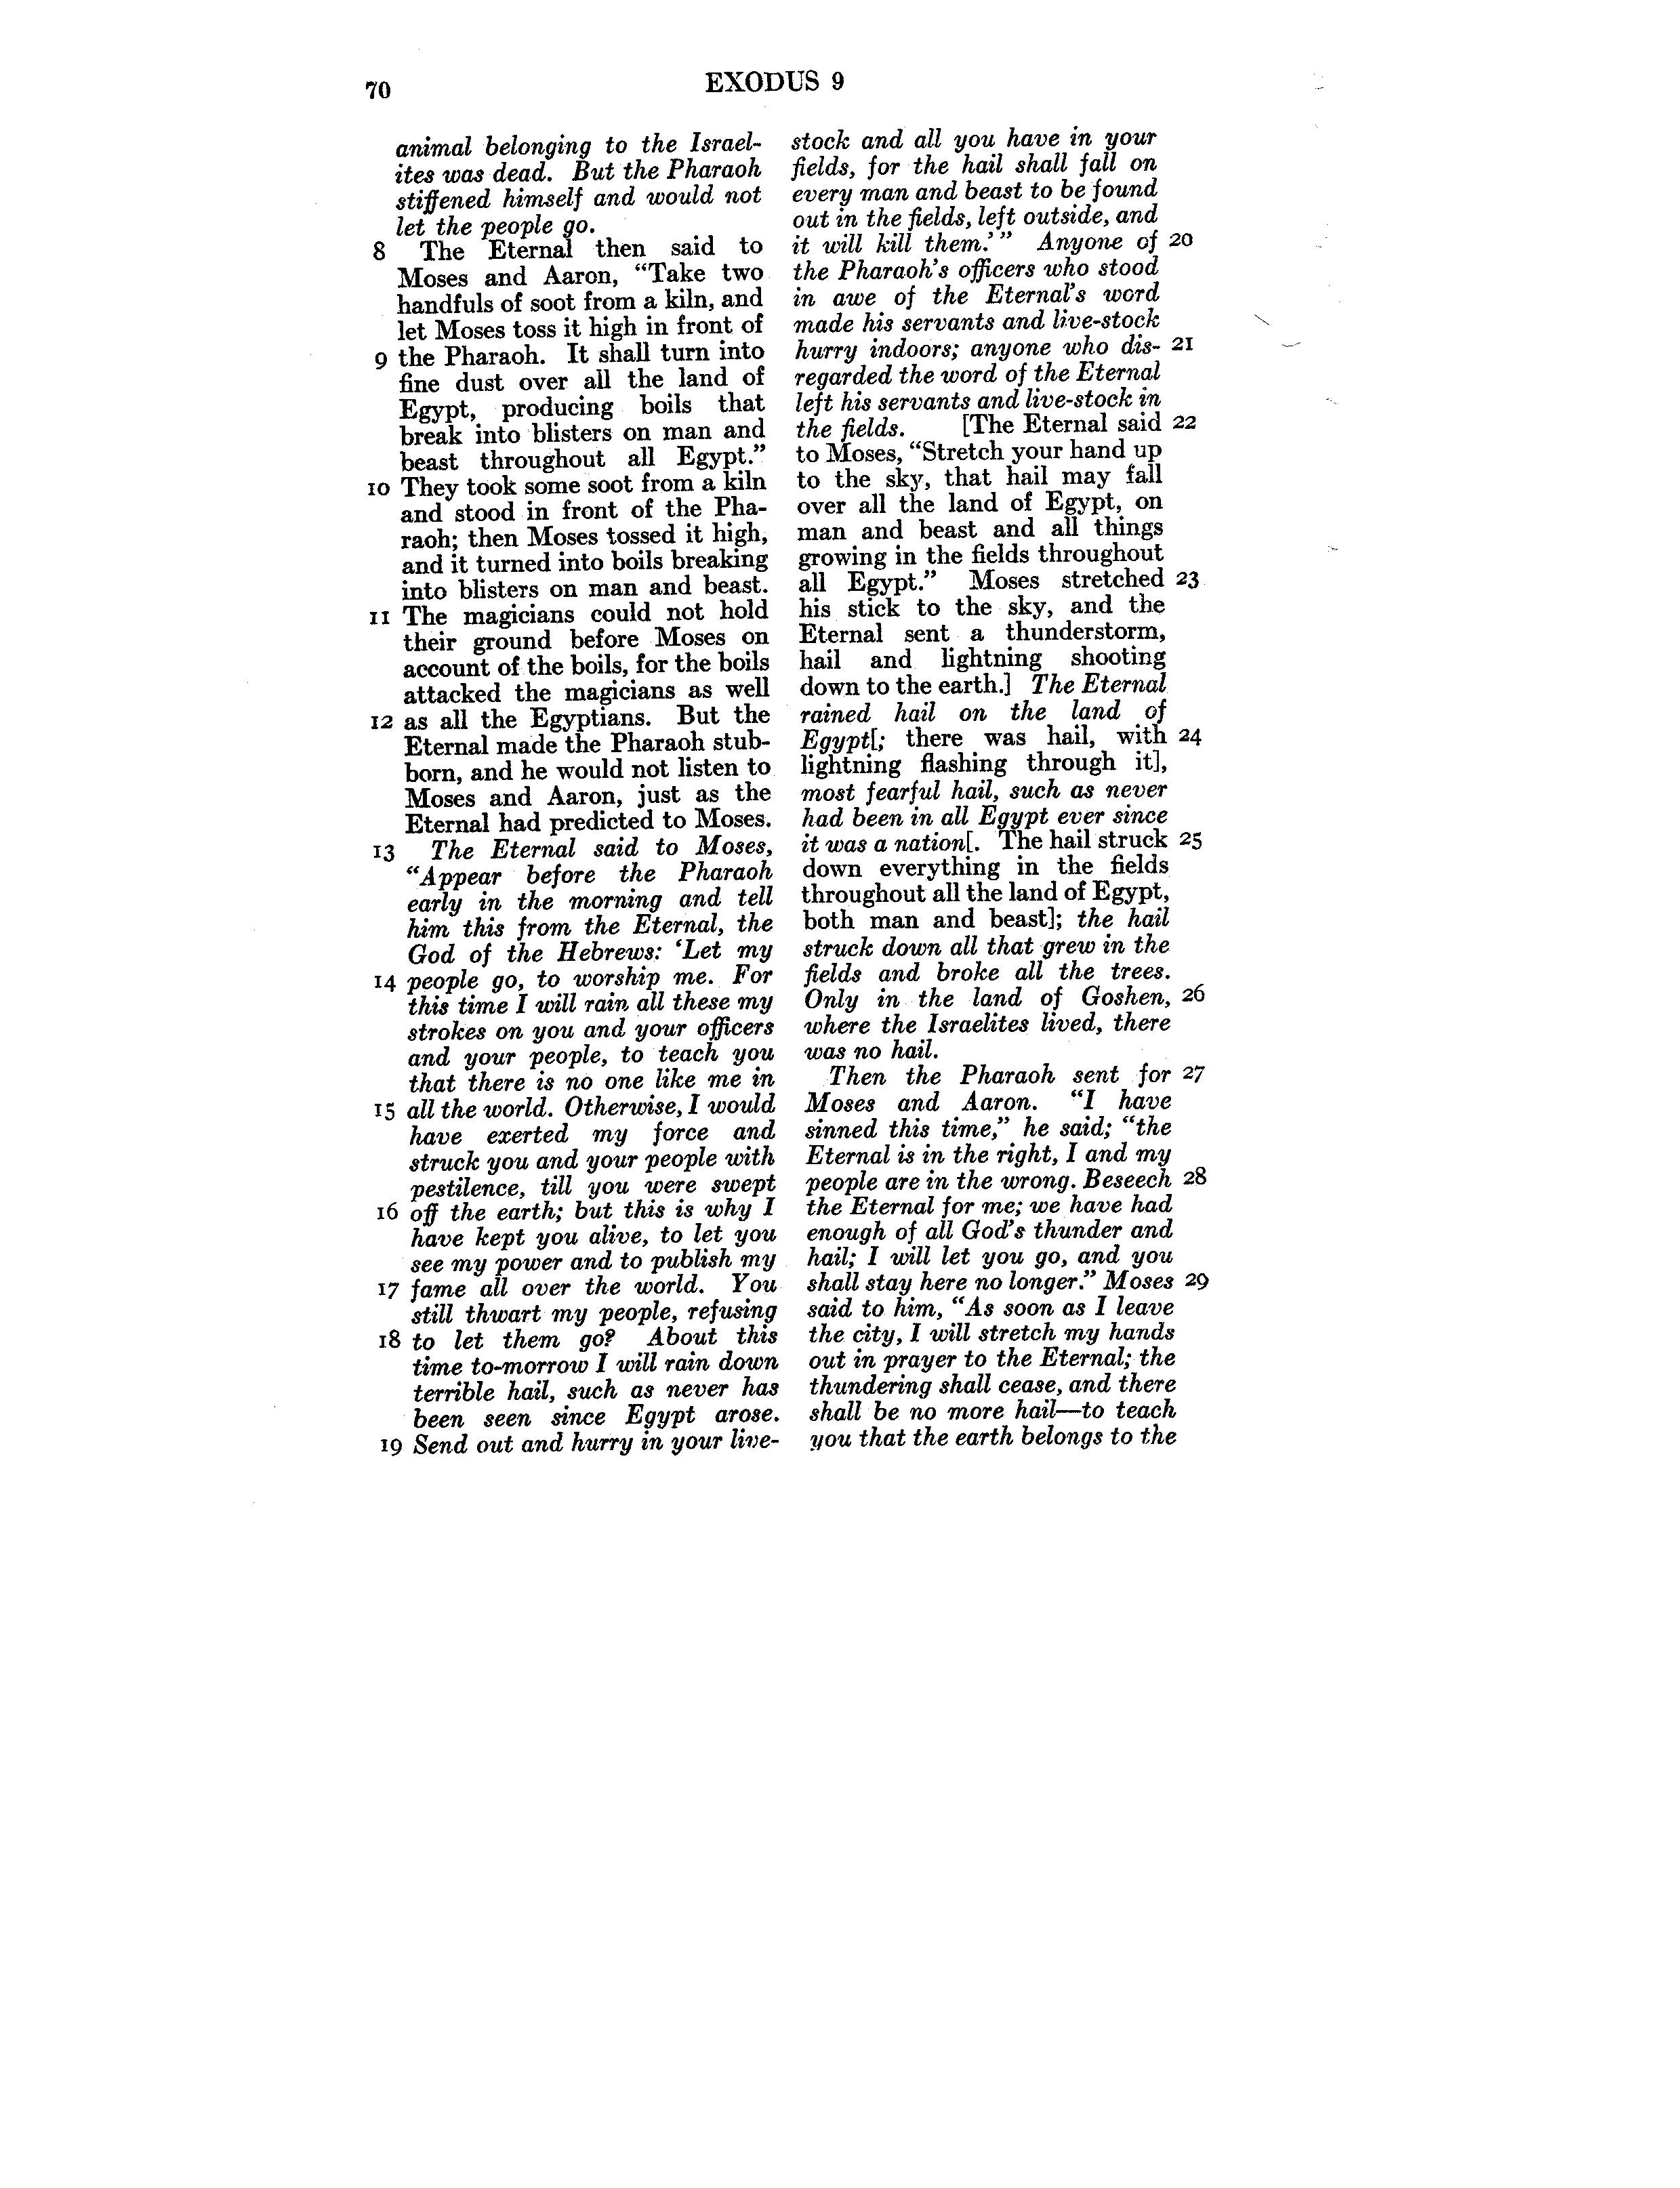 70
EXODUS 9
animal belonging to the Israel-
ites was dead. But the Pharaoh
stiffened himself and would not
let the people go.
8 The Eternal then said to
Moses and Aaron, “Take two
handfuls of soot from a kiln, and
let Moses toss it high in front of
9 the Pharaoh. It shall turn into
fine dust over all the land of
Egypt, producing boils that
break into blisters on man and
beast throughout all Egypt.”
10 They took some soot from a kiln
and stood in front of the Pha-
raoh; then Moses tossed it high,
and it turned into boils breaking
into blisters on man and beast.
11 The magicians could not hold
their ground before Moses on
account of the boils, for the boils
attacked the magicians as well
12 as all the Egyptians. But the
Eternal made the Pharaoh stub-
born, and he would not listen to
Moses and Aaron, just as the
Eternal had predicted to Moses.
13 The Eternal said to Moses,
“Appear before the Pharaoh
early in the morning and tell
him this from the Eternal, the
God of the Hebrews: ‘Let my
14 people go, to worship me. For
this time I will rain all these my
strokes on you and your officers
and your people, to teach you
that there is no one like me in
15 all the world. Otherwise, I would
have exerted my force and
struck you and your people with
pestilence, till you were swept
16 off the earth; but this is why I
have kept you alive, to let you
see my power and to publish my
17 fame all over the world. You
still thwart my people, refusing
18 to let them go? About this
time to-morrow I will rain down
terrible hail, such as never has
been seen since Egypt arose.
19 Send out and hurry in your live-
stock and all you have in your
fields, for the hail shall fall on
every man and beast to be found
out in the fields, left outside, and
it will kill them.’” Anyone of 20
the Pharaoh’s officers who stood
in awe of the Eternal’s word
made his servants and live-stock
hurry indoors; anyone who dis- 21
regarded the word of the Eternal
left his servants and live-stock in
the fields. [The Eternal said 22
to Moses, “Stretch your hand up
to the sky, that hail may fall
over all the land of Egypt, on
man and beast and all things
growing in the fields throughout
all Egypt.” Moses stretched 23
his stick to the sky, and the
Eternal sent a thunderstorm,
hail and lightning shooting
down to the earth.] The Eternal
rained hail on the land of
Egypt[; there was hail, with 24
lightning flashing through it],
most fearful hail, such as never
had been in all Egypt ever since
it was a nation[. The hail struck 25
down everything in the fields
throughout all the land of Egypt,
both man and beast]; the hail
struck down all that grew in the
fields and broke all the trees.
Only in the land of Goshen, 26
where the Israelites lived, there
was no hail.
Then the Pharaoh sent for 27
Moses and Aaron. “I have
sinned this time,” he said; “the
Eternal is in the right, I and my
people are in the wrong. Beseech 28
the Eternal for me; we have had
enough of all God’s thunder and
hail; I will let you go, and you
shall stay here no longer.” Moses 29
said to him, “As soon as I leave
the city, I will stretch my hands
out in prayer to the Eternal; the
thundering shall cease, and there
shall be no more hail—to teach
you that the earth belongs to the